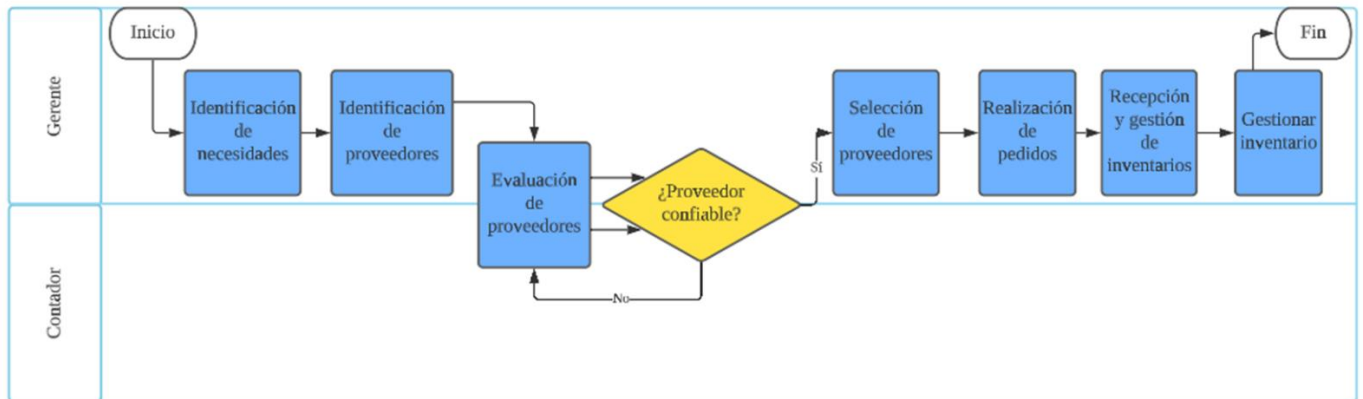 Gerente
Inicio
Identificación
de
necesidades
Identificación
de
proveedores
Evaluación
de
proveedores
¿Proveedor
confiable?
Sí
No
Selección
de
proveedores
Realización
de
pedidos
Recepción
y gestión
de
inventarios
Gestionar
inventario
Fin
Contador